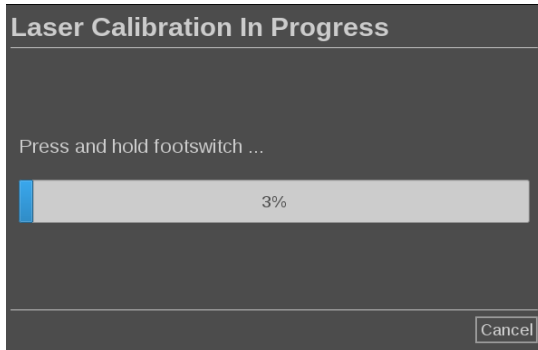 Laser Calibration In Progress
Press and hold footswitch ...
3%
Cancel